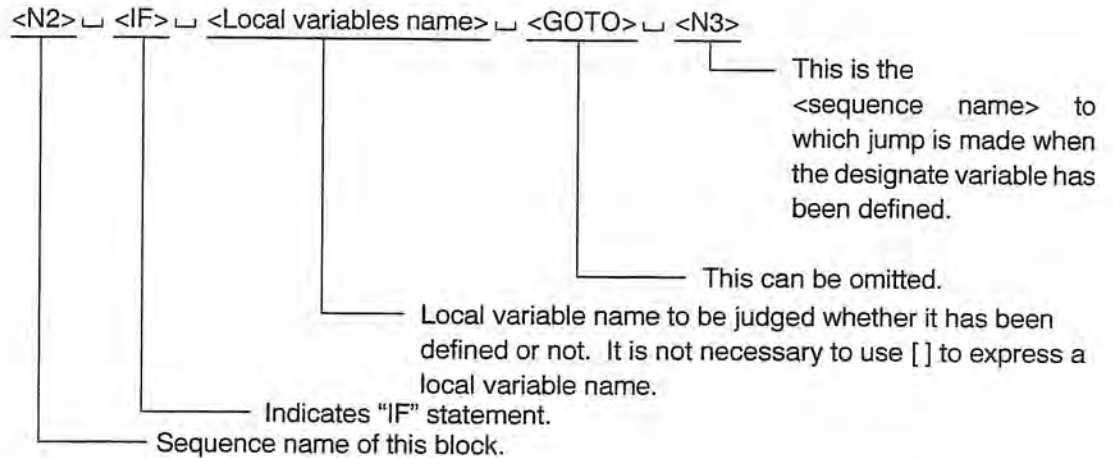 <N2>␣ <IF>␣ <Local variables name>␣ <GOTO>␣ <N3>
This is the
<sequence name> to
which jump is made when
the designate variable has
been defined.
This can be omitted.
Local variable name to be judged whether it has been
defined or not. It is not necessary to use [ ] to express a
local variable name.
Indicates “IF” statement.
Sequence name of this block.